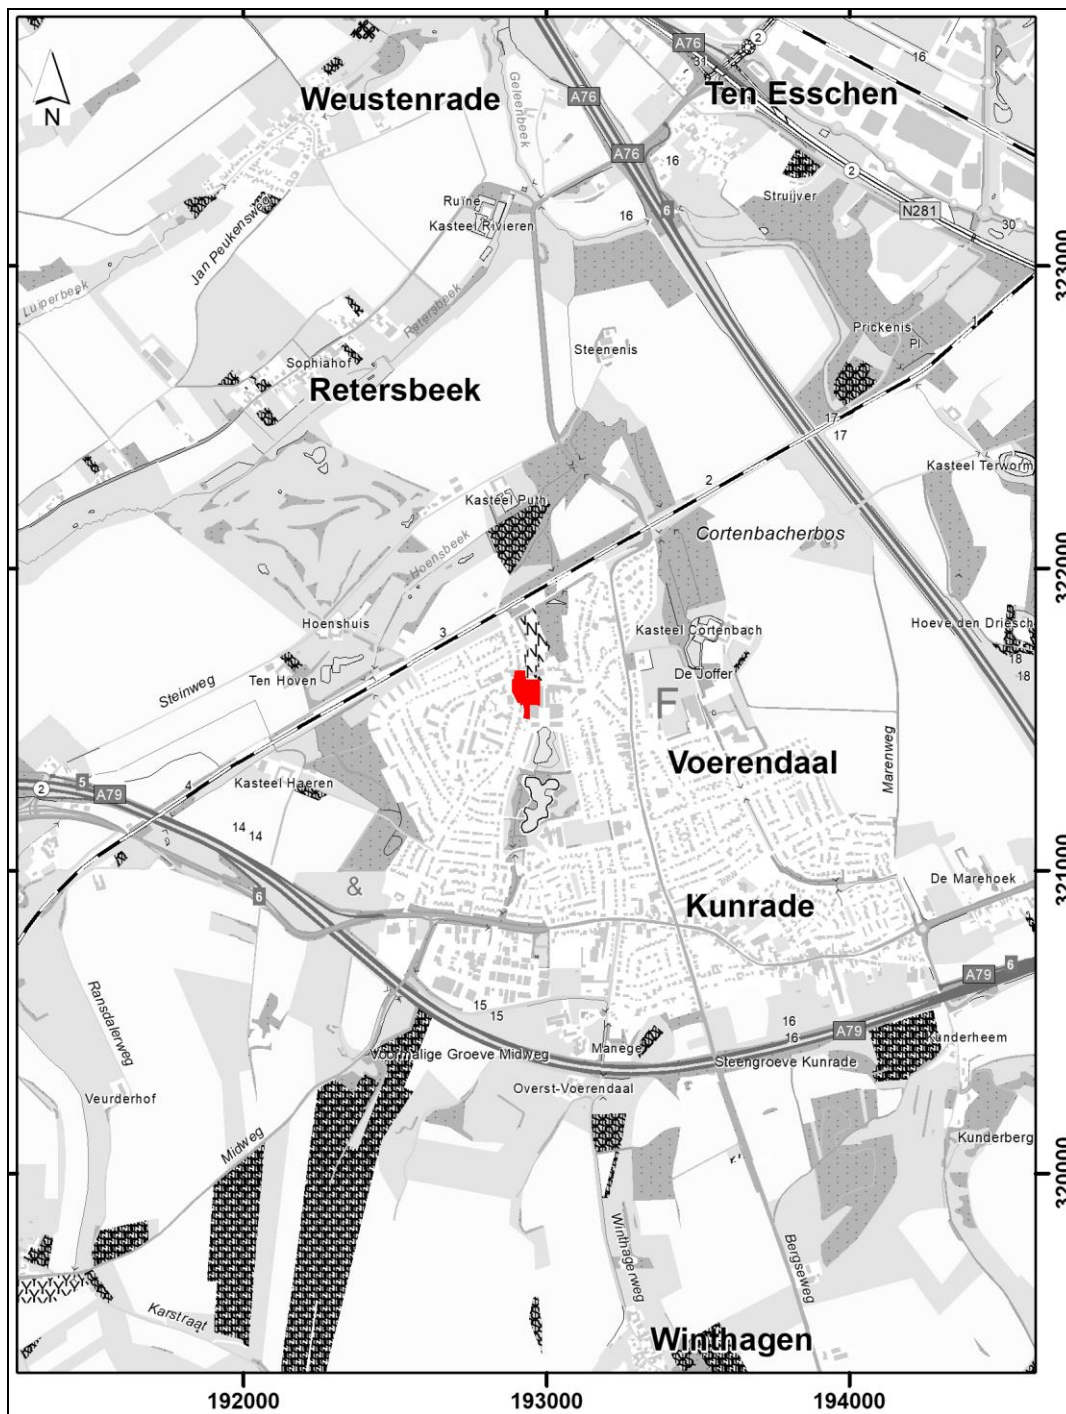 A76
2
16
31
N
Weustenrade
Geleenbeek
A76
Ten Esschen
A76
16
2
Struijver
Ruïne
Kasteel Rivieren
16
6
N281
30
Jan Peukensweg
323000
Luiperbeek
Retersbeek
Prickenis
Pl
1
Sophiahof
Steenenis
Retersbeek
17
17
Kasteel Terworm
2
Kasteel Puth
Cortenbacherbos
Hoensbeek
322000
Hoenshuis
3
Kasteel Cortenbach
Hoeve den Driesch
18
18
De Joffer
Ten Hoven
Steinweg
F
Voerendaal
Marenweg
5
2
A79
4
Kasteel Haeren
14
14
321000
De Marehoek
&
6
Kunrade
A79
6
Ransdalerweg
15
15
16
16
A79
Kunderheem
Voormalige Groeve Midweg
Manege
Steengroeve Kunrade
Veurderhof
Overst-Voerendaal
Midweg
Kunderberg
320000
Winthagerweg
Bergseweg
Karstraat
Winthagen
192000
193000
194000